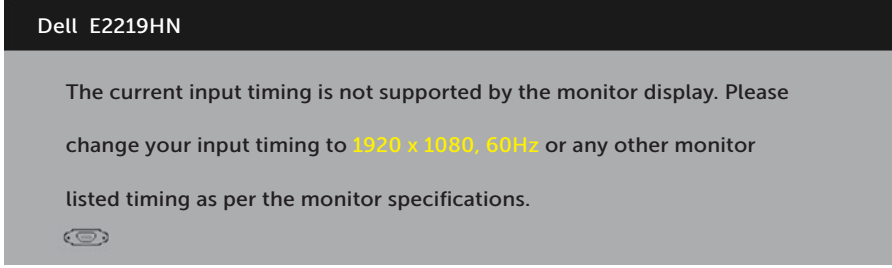 Dell E2219HN
The current input timing is not supported by the monitor display. Please
change your input timing to 1920 x 1080, 60Hz or any other monitor
listed timing as per the monitor specifications.